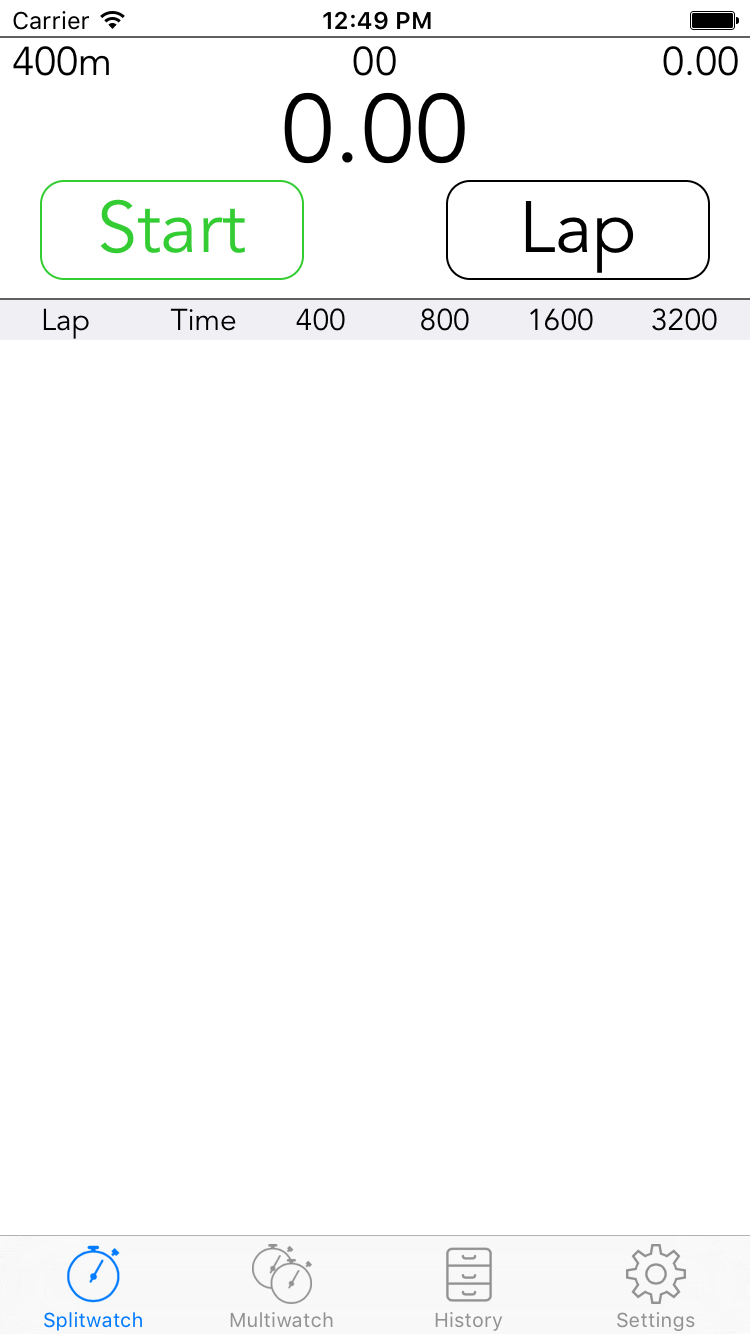 Carrier 12:49 PM
400m 00 0.00
0.00
Start Lap
Lap Time 400 800 1600 3200
Splitwatch Multiwatch History Settings